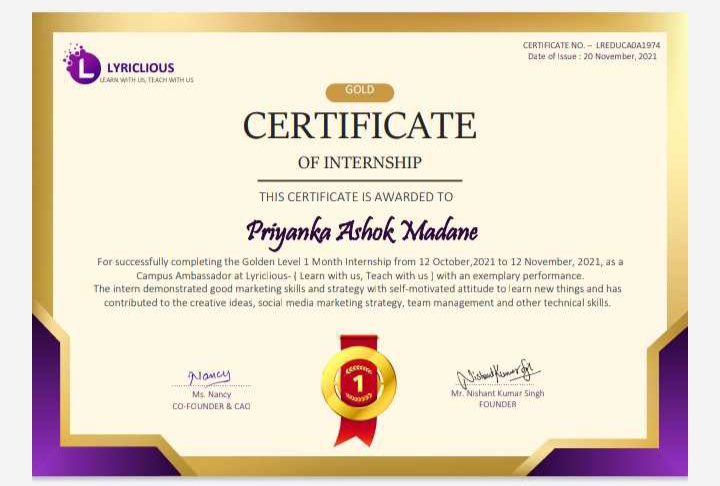 LYRICLIOUS
LEARN WITH US, TEACH WITH US
CERTIFICATE NO. – LREDUCA0A1974
Date of Issue : 20 November, 2021
GOLD
CERTIFICATE
OF INTERNSHIP
THIS CERTIFICATE IS AWARDED TO
Priyanka Ashok Madane
For successfully completing the Golden Level 1 Month Internship from 12 October,2021 to 12 November, 2021, as a
Campus Ambassador at Lyriclious- ( Learn with us, Teach with us ) with an exemplary performance.
The intern demonstrated good marketing skills and strategy with self-motivated attitude to learn new things and has
contributed to the creative ideas, social media marketing strategy, team management and other technical skills.
1
Nancy
Ms. Nancy
CO-FOUNDER & CAO
Mr. Nishant Kumar Singh
FOUNDER